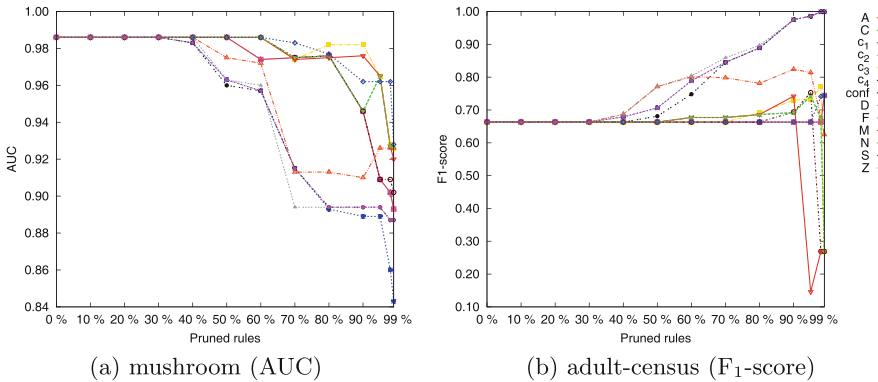 1.00
0.98
0.96
0.94
0.92
0.90
0.88
0.86
0.84
AUC
0 % 10 % 20 % 30 % 40 % 50 % 60 % 70 % 80 % 90 % 99 %
Pruned rules
(a) mushroom (AUC)
1.00
0.90
0.80
0.70
0.60
0.50
0.40
0.30
0.20
0.10
F1-score
0 % 10 % 20 % 30 % 40 % 50 % 60 % 70 % 80 % 90 % 99 %
Pruned rules
(b) adult-census (F₁-score)
A
C
c₁
c₂
c₃
c₄
conf
D
F
M
N
S
Z